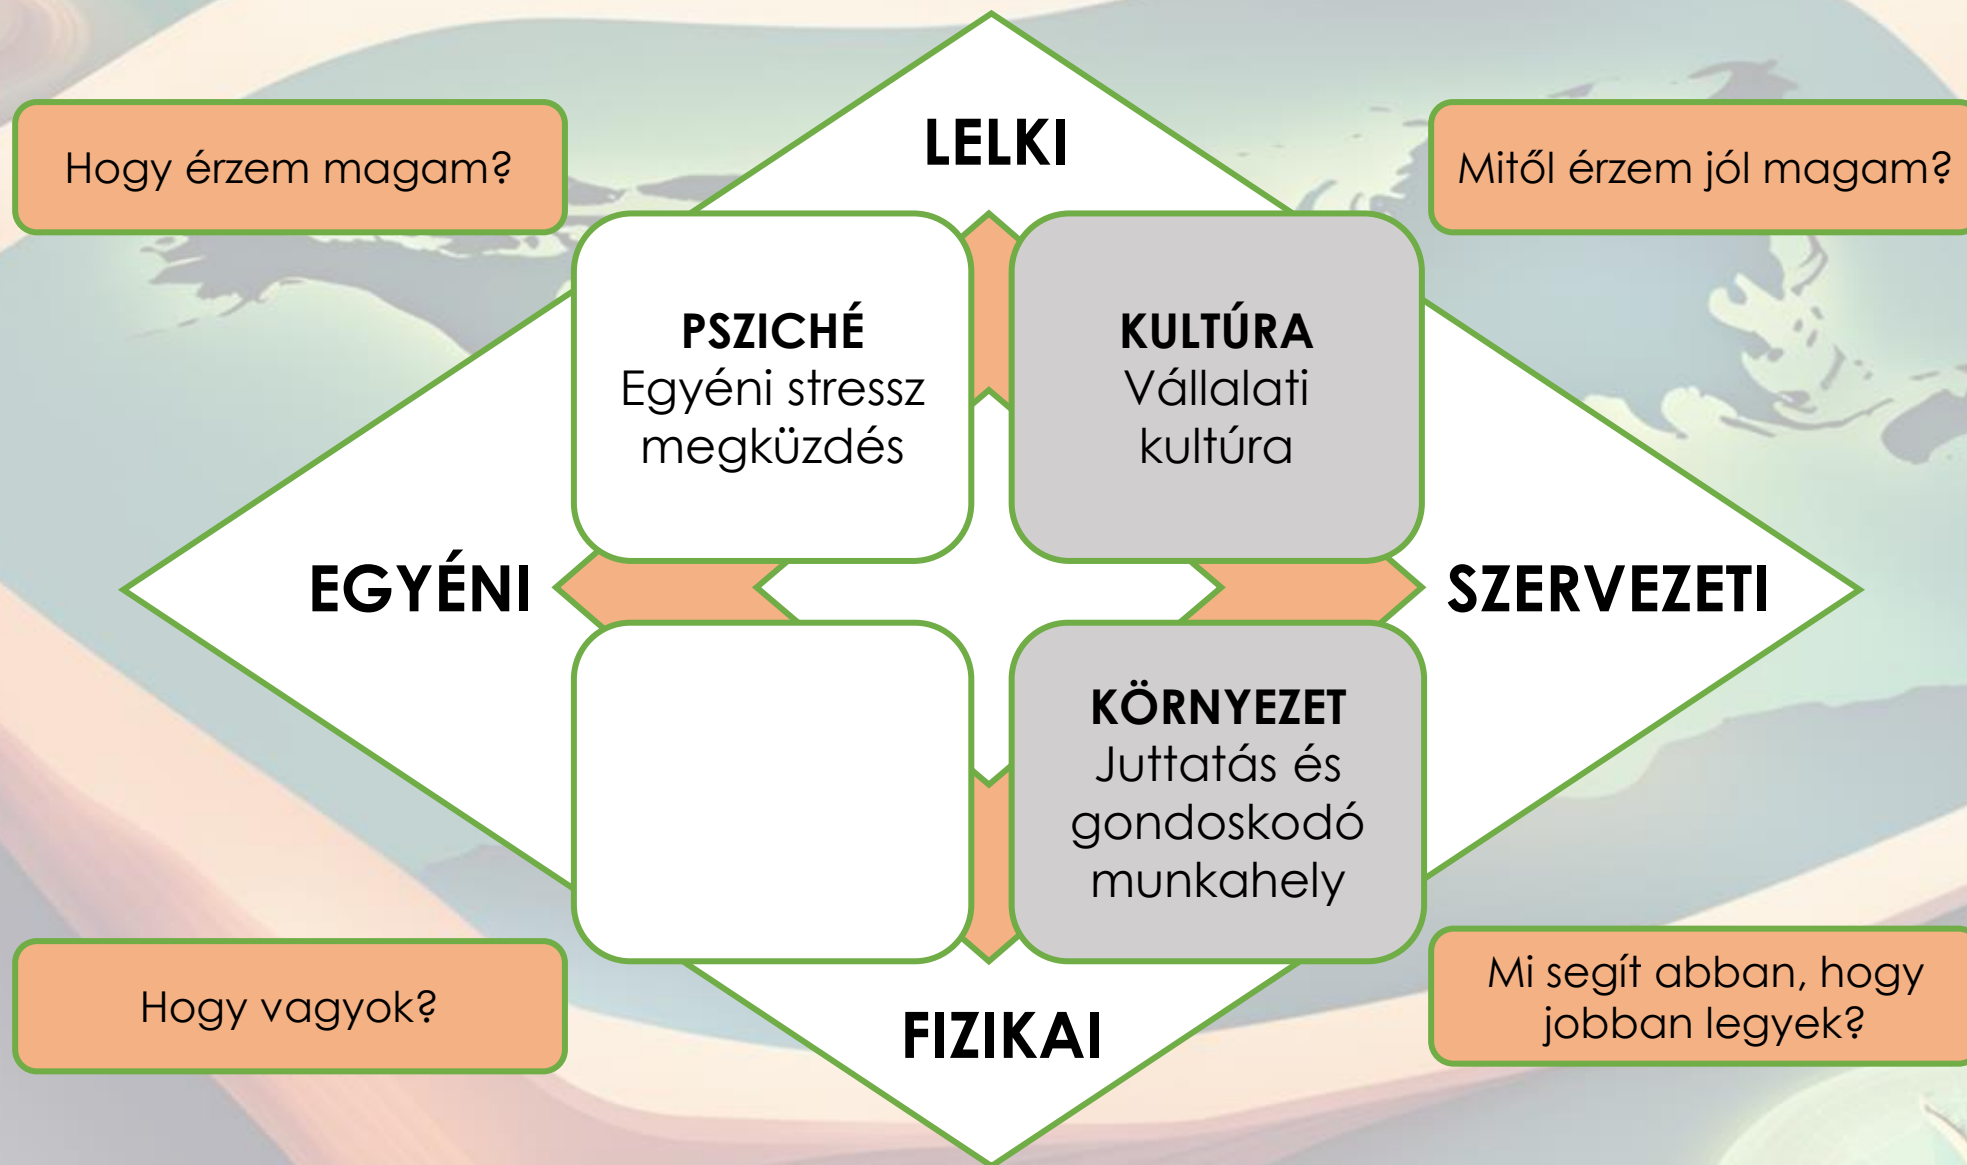 LELKI
Hogy érzem magam?
Mitől érzem jól magam?
PSZICHÉ
Egyéni stressz
megküzdés
KULTÚRA
Vállalati
kultúra
EGYÉNI
SZERVEZETI
KÖRNYEZET
Juttatás és
gondoskodó
munkahely
Hogy vagyok?
Mi segít abban, hogy
jobban legyek?
FIZIKAI